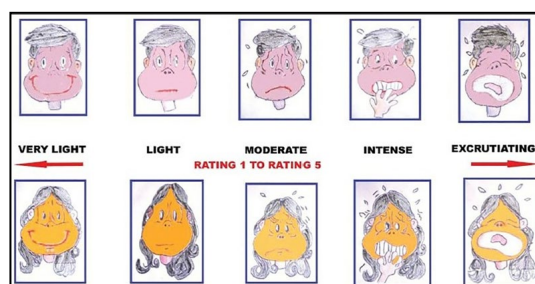 VERY LIGHT LIGHT MODERATE INTENSE EXCRUTIATING
RATING 1 TO RATING 5